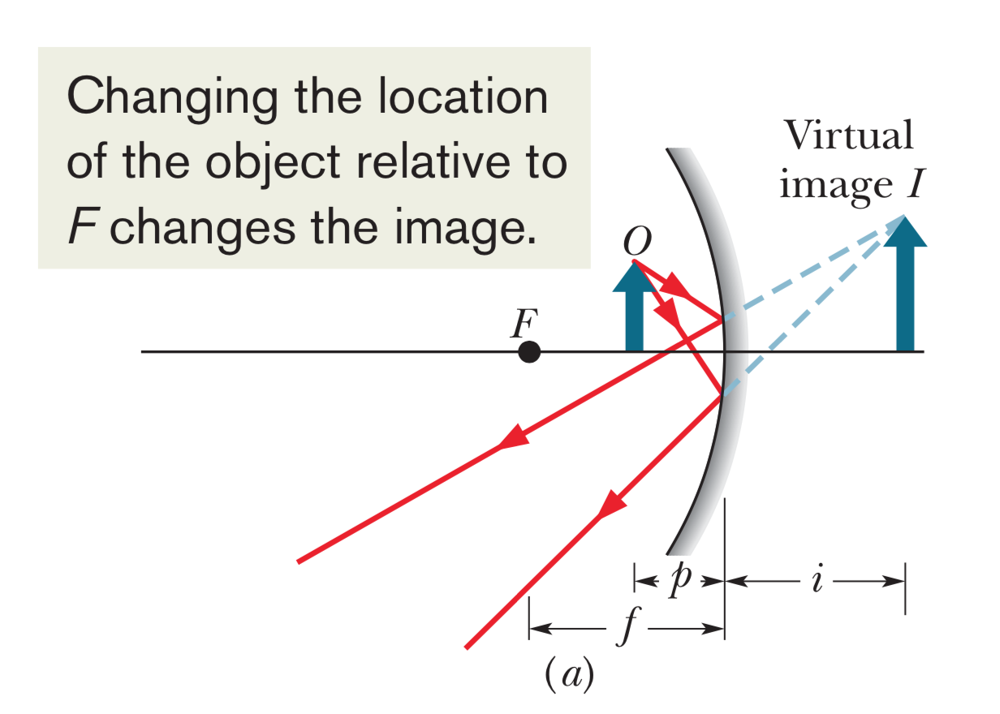 Changing the location
of the object relative to
F changes the image.
Virtual
image I
O
F
p
i
f
(a)